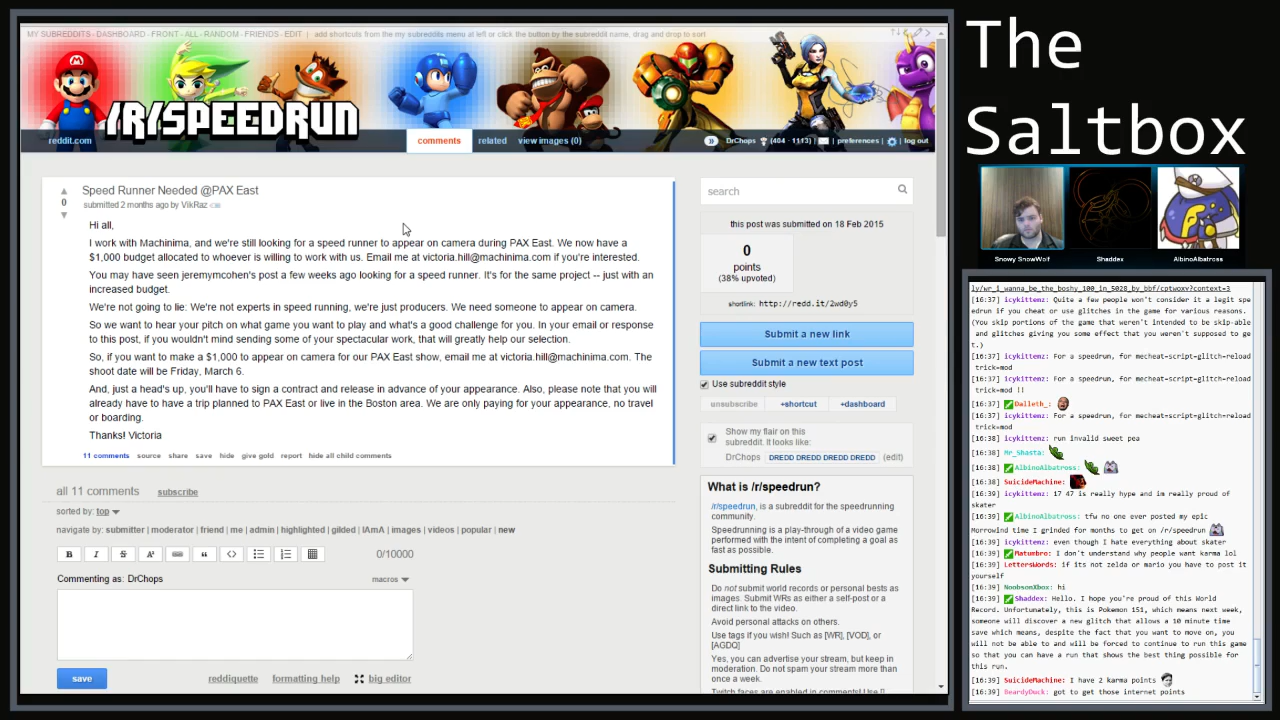 MY SUBREDDITS - DASHBOARD - FRONT - ALL - RANDOM - FRIENDS - EDIT | add shortcuts from the my subreddits menu at left or click the button by the subreddit name, drag and drop to sort
/R/SPEEDRUN
reddit.com comments related view images (0) DrChops (404 · 1113) | | preferences | | log out
Speed Runner Needed @PAX East
0
submitted 2 months ago by VikRaz
Hi all,
I work with Machinima, and we're still looking for a speed runner to appear on camera during PAX East. We now have a
$1,000 budget allocated to whoever is willing to work with us. Email me at victoria.hill@machinima.com if you're interested.
You may have seen jeremymcohen's post a few weeks ago looking for a speed runner. It's for the same project -- just with an
increased budget.
We're not going to lie: We're not experts in speed running, we're just producers. We need someone to appear on camera.
So we want to hear your pitch on what game you want to play and what's a good challenge for you. In your email or response
to this post, if you wouldn't mind sending some of your spectacular work, that will greatly help our selection.
So, if you want to make a $1,000 to appear on camera for our PAX East show, email me at victoria.hill@machinima.com. The
shoot date will be Friday, March 6.
And, just a head's up, you'll have to sign a contract and release in advance of your appearance. Also, please note that you will
already have to have a trip planned to PAX East or live in the Boston area. We are only paying for your appearance, no travel
or boarding.
Thanks! Victoria
11 comments source share save hide give gold report hide all child comments
all 11 comments subscribe
sorted by: top
navigate by: submitter | moderator | friend | me | admin | highlighted | gilded | IAmA | images | videos | popular | new
B I S A 0/10000
Commenting as: DrChops macros
save reddiquette formatting help big editor
search
this post was submitted on 18 Feb 2015
0
points
(38% upvoted)
shortlink: http://redd.it/2wd0y5
Submit a new link
Submit a new text post
Use subreddit style
unsubscribe +shortcut +dashboard
Show my flair on this
subreddit. It looks like:
DrChops DREDD DREDD DREDD DREDD (edit)
What is /r/speedrun?
/r/speedrun, is a subreddit for the speedrunning
community.
Speedrunning is a play-through of a video game
performed with the intent of completing a goal as
fast as possible.
Submitting Rules
Do not submit world records or personal bests as
images. Submit WRs as either a self-post or a
direct link to the video.
Avoid personal attacks on others.
Use tags if you wish! Such as [WR], [VOD], or
[AGDQ]
Yes, you can advertise your stream, but keep in
moderation. Do not spam your stream more than
once a week.
Twitch faces are enabled in comments! Use []
The
Saltbox
Snowy SnowWolf Shaddex AlbinoAlbatross
ly/wr_i_wanna_be_the_boshy_100_in_5028_by_bbf/cptwoxv?context=3
[16:37] icykittenz: Quite a few people won't consider it a legit spe
edrun if you cheat or use glitches in the game for various reasons.
(You skip portions of the game that weren't intended to be skip-able
and glitches giving you some effect that you weren't supposed to ge
t.)
[16:37] icykittenz: For a speedrun, for mecheat-script-glitch-reload
trick=mod
[16:37] icykittenz: For a speedrun, for mecheat-script-glitch-reload
trick=mod !!
[16:37] Dalleth_:
[16:37] icykittenz: For a speedrun, for mecheat-script-glitch-reload
trick=mod
[16:38] icykittenz: run invalid sweet pea
[16:38] Mr_Shasta:
[16:38] AlbinoAlbatross:
[16:38] SuicideMachine:
[16:39] icykittenz: 17 47 is really hype and im really proud of
skater
[16:39] AlbinoAlbatross: tfw no one ever posted my epic
Morrowind time I grinded for months to get on /r/speedrun
[16:39] icykittenz: even though I hate everything about skater
[16:39] Matumbro: I don't understand why people want karma lol
[16:39] LettersWords: if its not zelda or mario you have to post it
yourself
[16:39] NoobsonXbox: hi
[16:39] Shaddex: Hello. I hope you're proud of this World
Record. Unfortunately, this is Pokemon 151, which means next week,
someone will discover a new glitch that allows a 10 minute time
save which means, despite the fact that you want to move on, you
will not be able to and will be forced to continue to run this game
so that you can have a run that shows the best thing possible for
this run.
[16:39] SuicideMachine: I have 2 karma points
[16:39] BeardyDuck: got to get those internet points